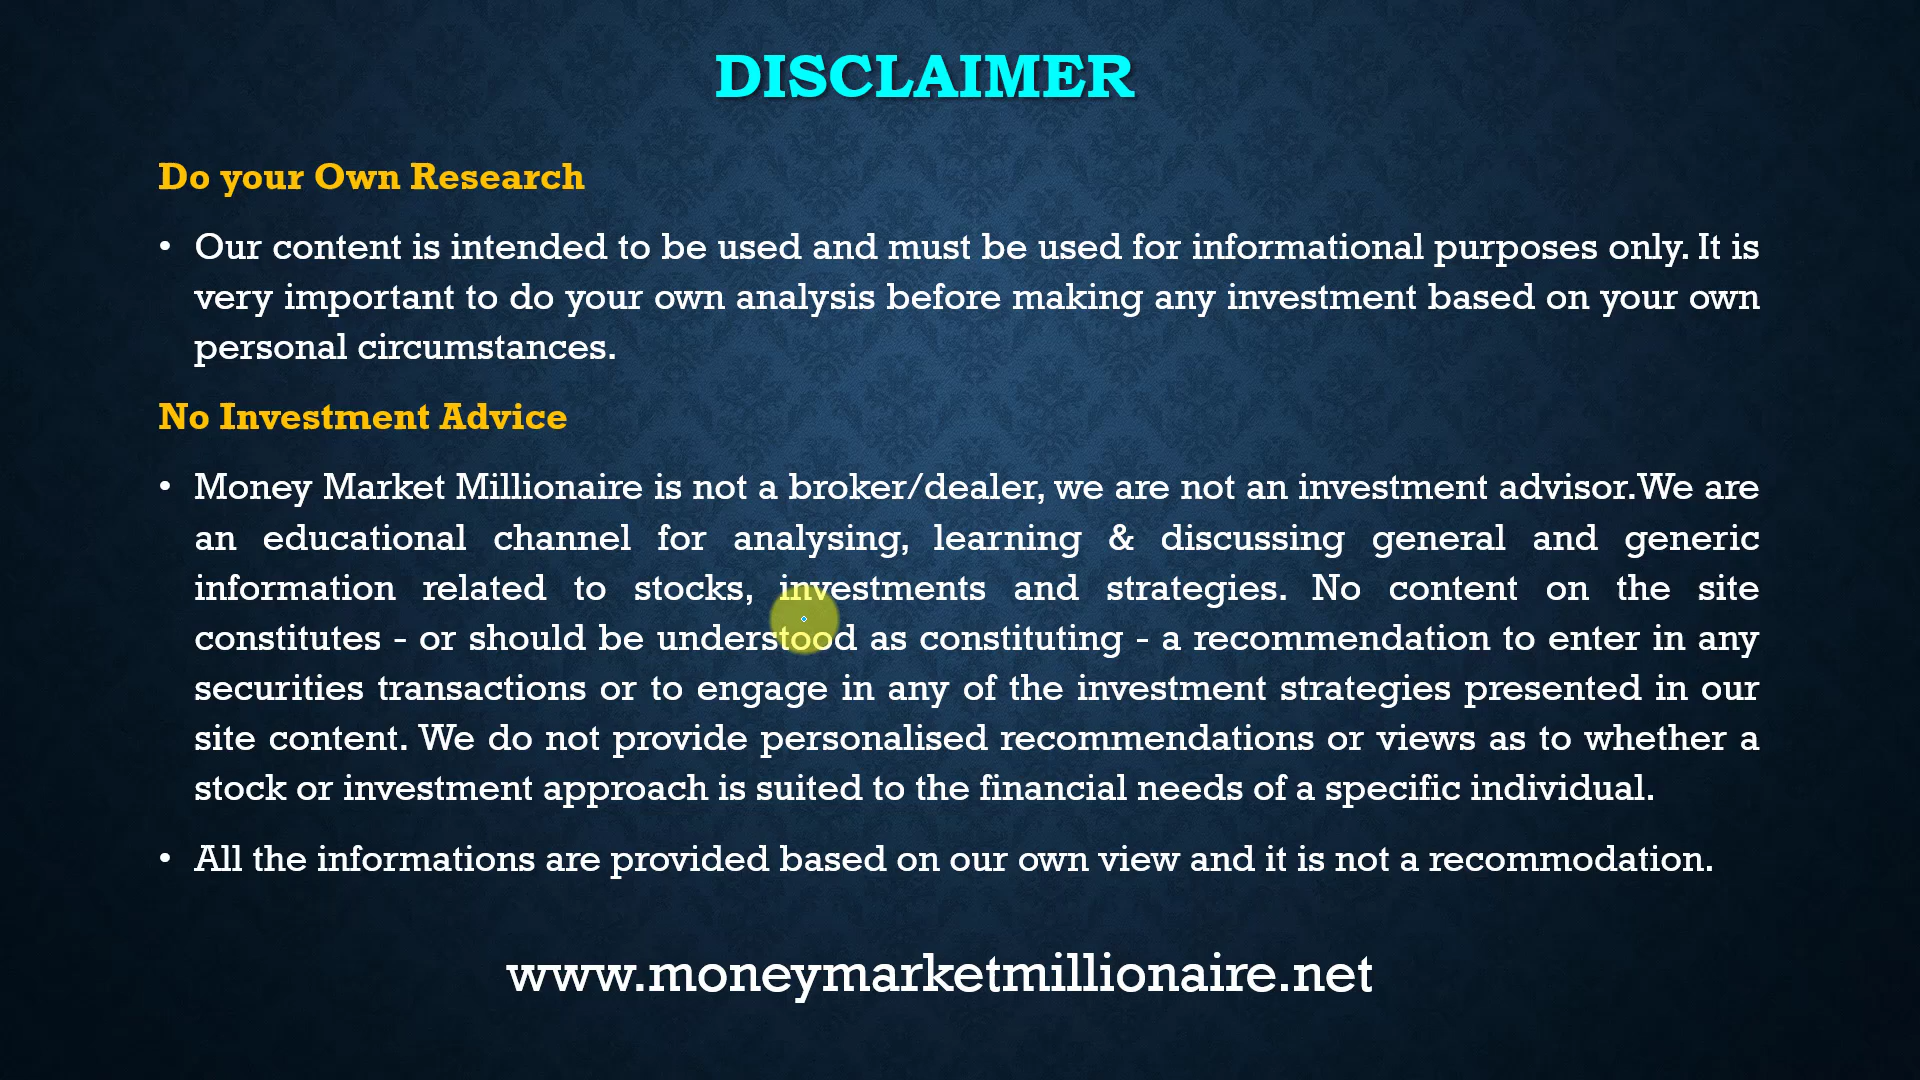 DISCLAIMER
Do your Own Research
• Our content is intended to be used and must be used for informational purposes only. It is
very important to do your own analysis before making any investment based on your own
personal circumstances.
No Investment Advice
• Money Market Millionaire is not a broker/dealer, we are not an investment advisor.We are
an educational channel for analysing, learning & discussing general and generic
information related to stocks, investments and strategies. No content on the site
constitutes - or should be understood as constituting - a recommendation to enter in any
securities transactions or to engage in any of the investment strategies presented in our
site content. We do not provide personalised recommendations or views as to whether a
stock or investment approach is suited to the financial needs of a specific individual.
• All the informations are provided based on our own view and it is not a recommodation.
www.moneymarketmillionaire.net